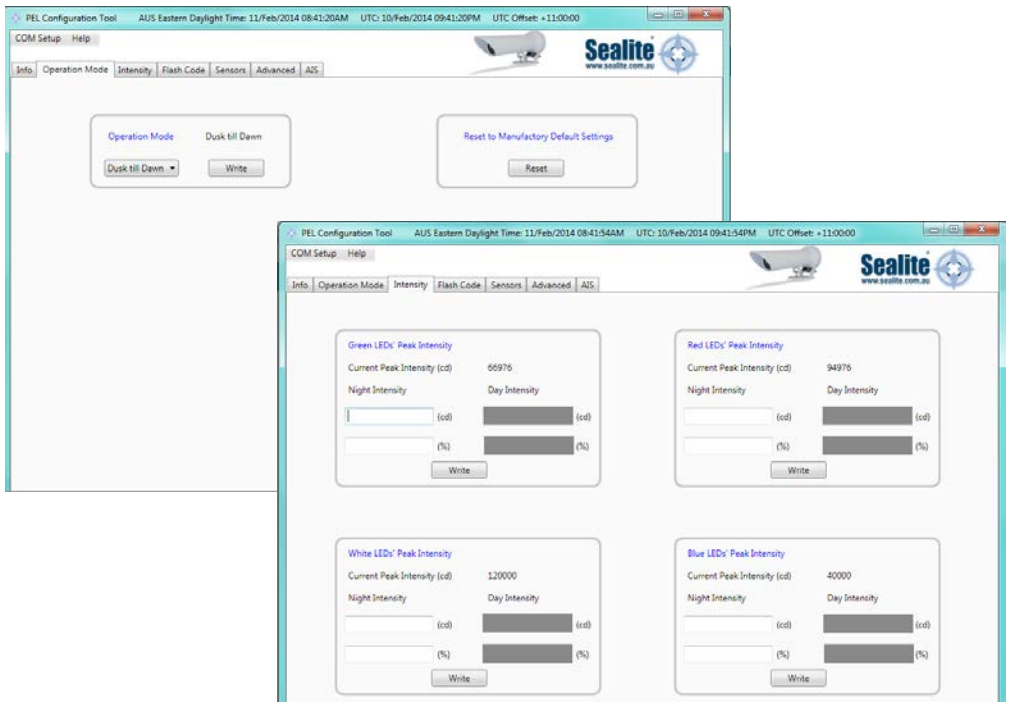 PEL Configuration Tool AUS Eastern Daylight Time: 11/Feb/2014 08:41:20AM UTC: 10/Feb/2014 09:41:20PM UTC Offset: +11:00:00
COM Setup Help
Sealite
www.sealite.com.au
Info Operation Mode Intensity Flash Code Sensors Advanced AIS
Operation Mode Dusk till Dawn
Dusk till Dawn Write
Reset to Manufactory Default Settings
Reset
PEL Configuration Tool AUS Eastern Daylight Time: 11/Feb/2014 08:41:54AM UTC: 10/Feb/2014 09:41:54PM UTC Offset: +11:00:00
COM Setup Help
Sealite
www.sealite.com.au
Info Operation Mode Intensity Flash Code Sensors Advanced AIS
Green LEDs' Peak Intensity
Current Peak Intensity (cd) 66976
Night Intensity Day Intensity
(cd) (cd)
(%) (%)
Write
Red LEDs' Peak Intensity
Current Peak Intensity (cd) 94976
Night Intensity Day Intensity
(cd) (cd)
(%) (%)
Write
White LEDs' Peak Intensity
Current Peak Intensity (cd) 120000
Night Intensity Day Intensity
(cd) (cd)
(%) (%)
Write
Blue LEDs' Peak Intensity
Current Peak Intensity (cd) 40000
Night Intensity Day Intensity
(cd) (cd)
(%) (%)
Write